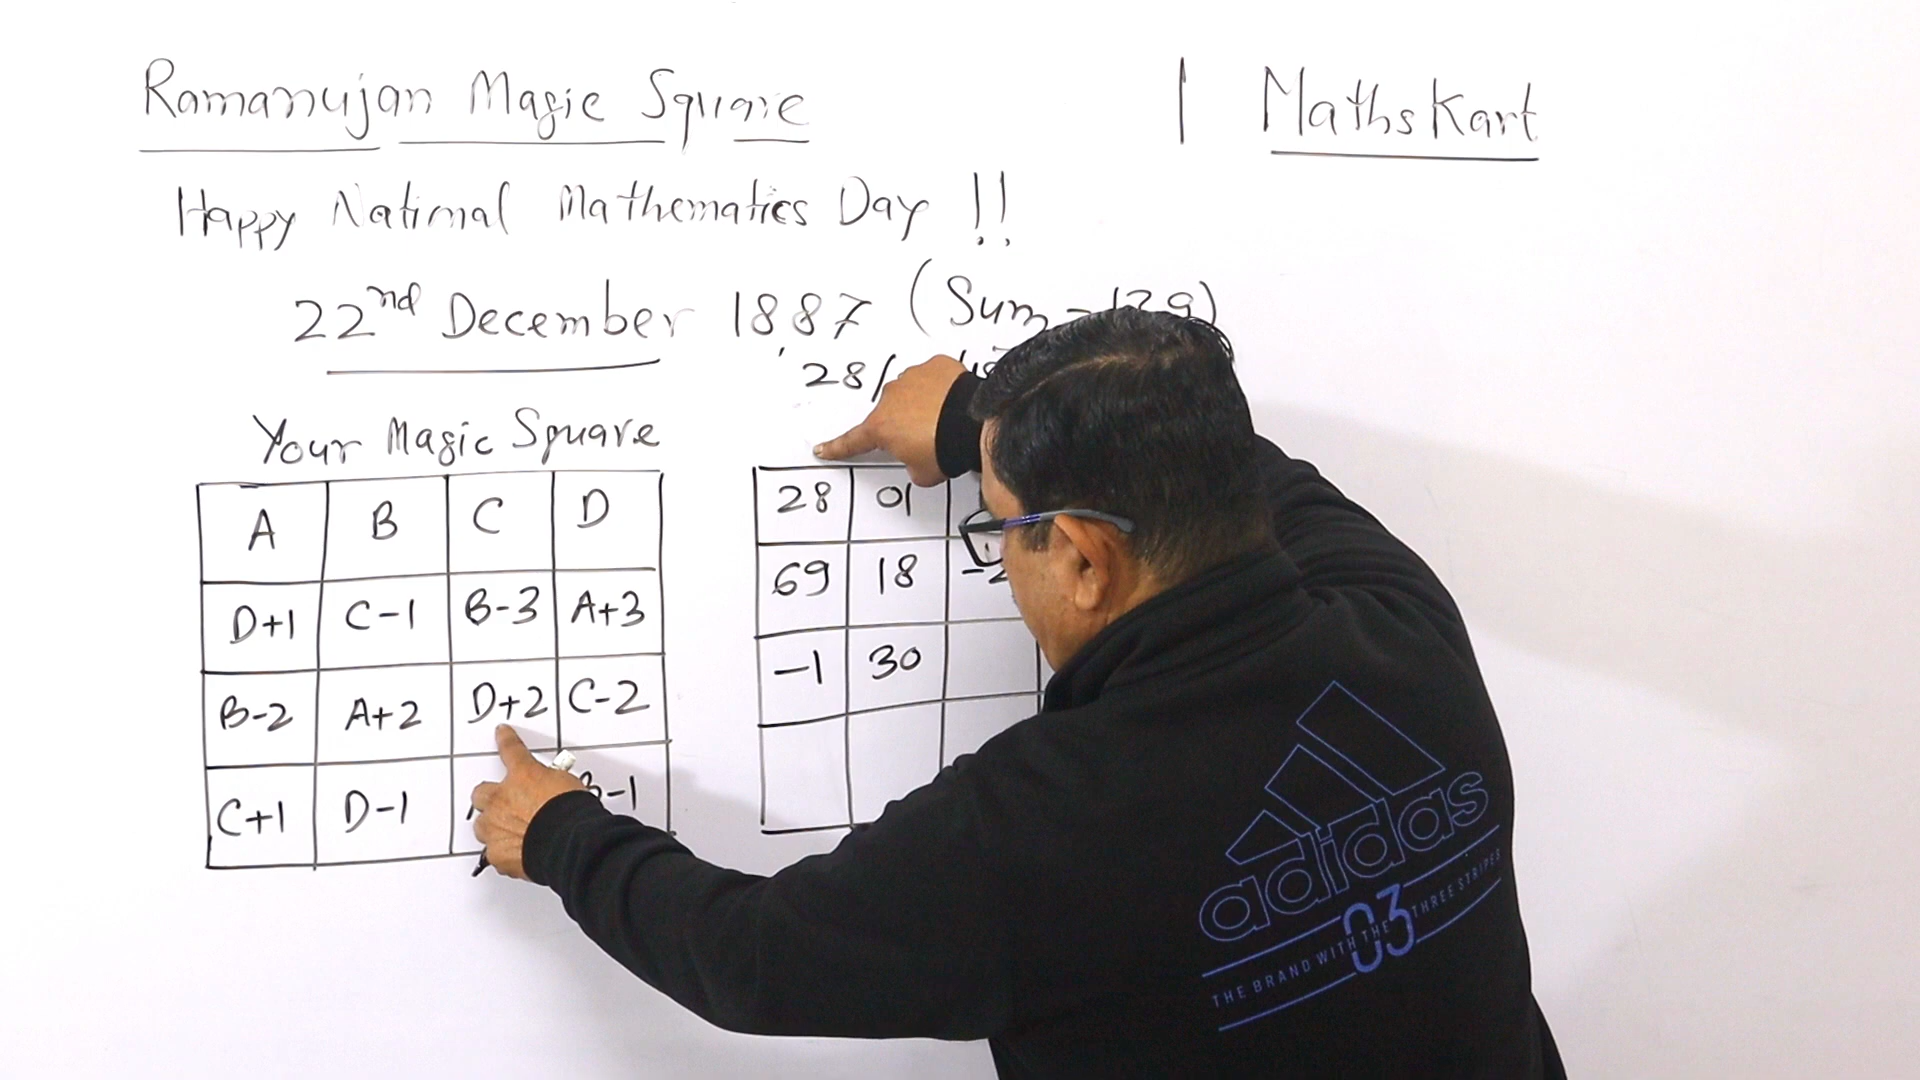 Ramanujan Magic Square | MathsKart
Happy National Mathematics Day !!
22nd December 1887 (Sum = 139)
28/
Your Magic Square
A B C D
D+1 C-1 B-3 A+3
B-2 A+2 D+2 C-2
C+1 D-1 B-1
28 01
69 18 -2
-1 30
adidas
03
THE BRAND WITH THE THREE STRIPES